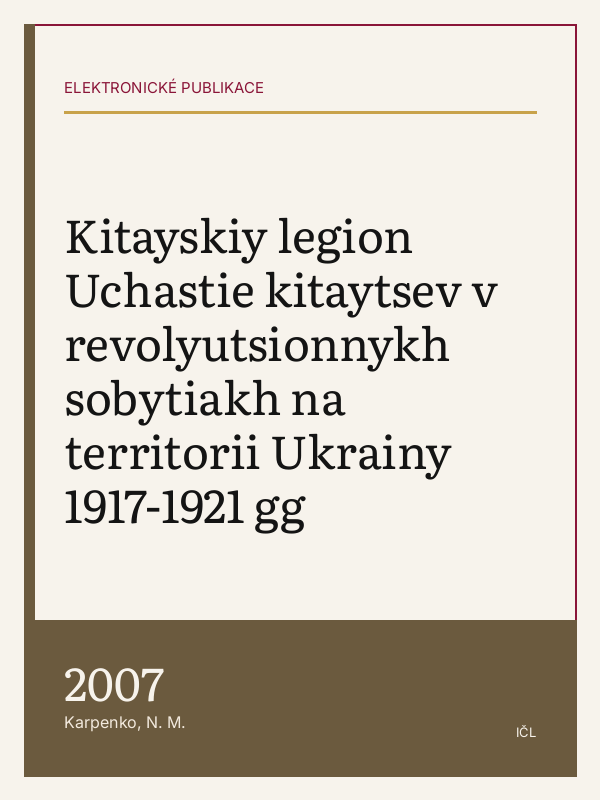 ELEKTRONICKÉ PUBLIKACE
Kitayskiy legion
Uchastie kitaytsev v
revolyutsionnykh
sobytiakh na
territorii Ukrainy
1917-1921 gg
2007
Karpenko, N. M.
IČL